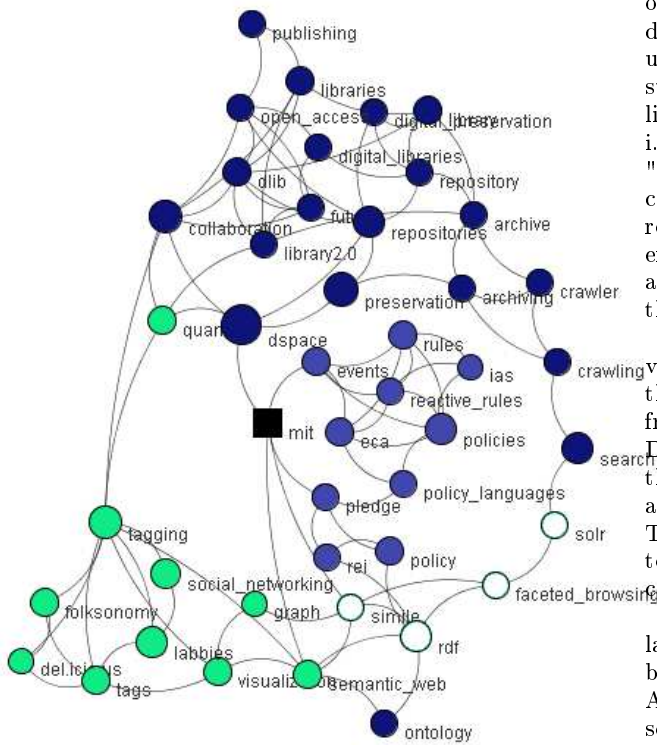 publishing
libraries
open_access
digital_preservation
digital_libraries
dlib
repository
collaboration
repositories
archive
library2.0
preservation
archiving
crawler
dspace
rules
events
ias
crawling
reactive_rules
mit
eca
policies
search
policy_languages
pledge
tagging
solr
rei
policy
social_networking
faceted_browsing
folksonomy
graph
simile
labbies
rdf
del.icious
tags
semantic_web
ontology